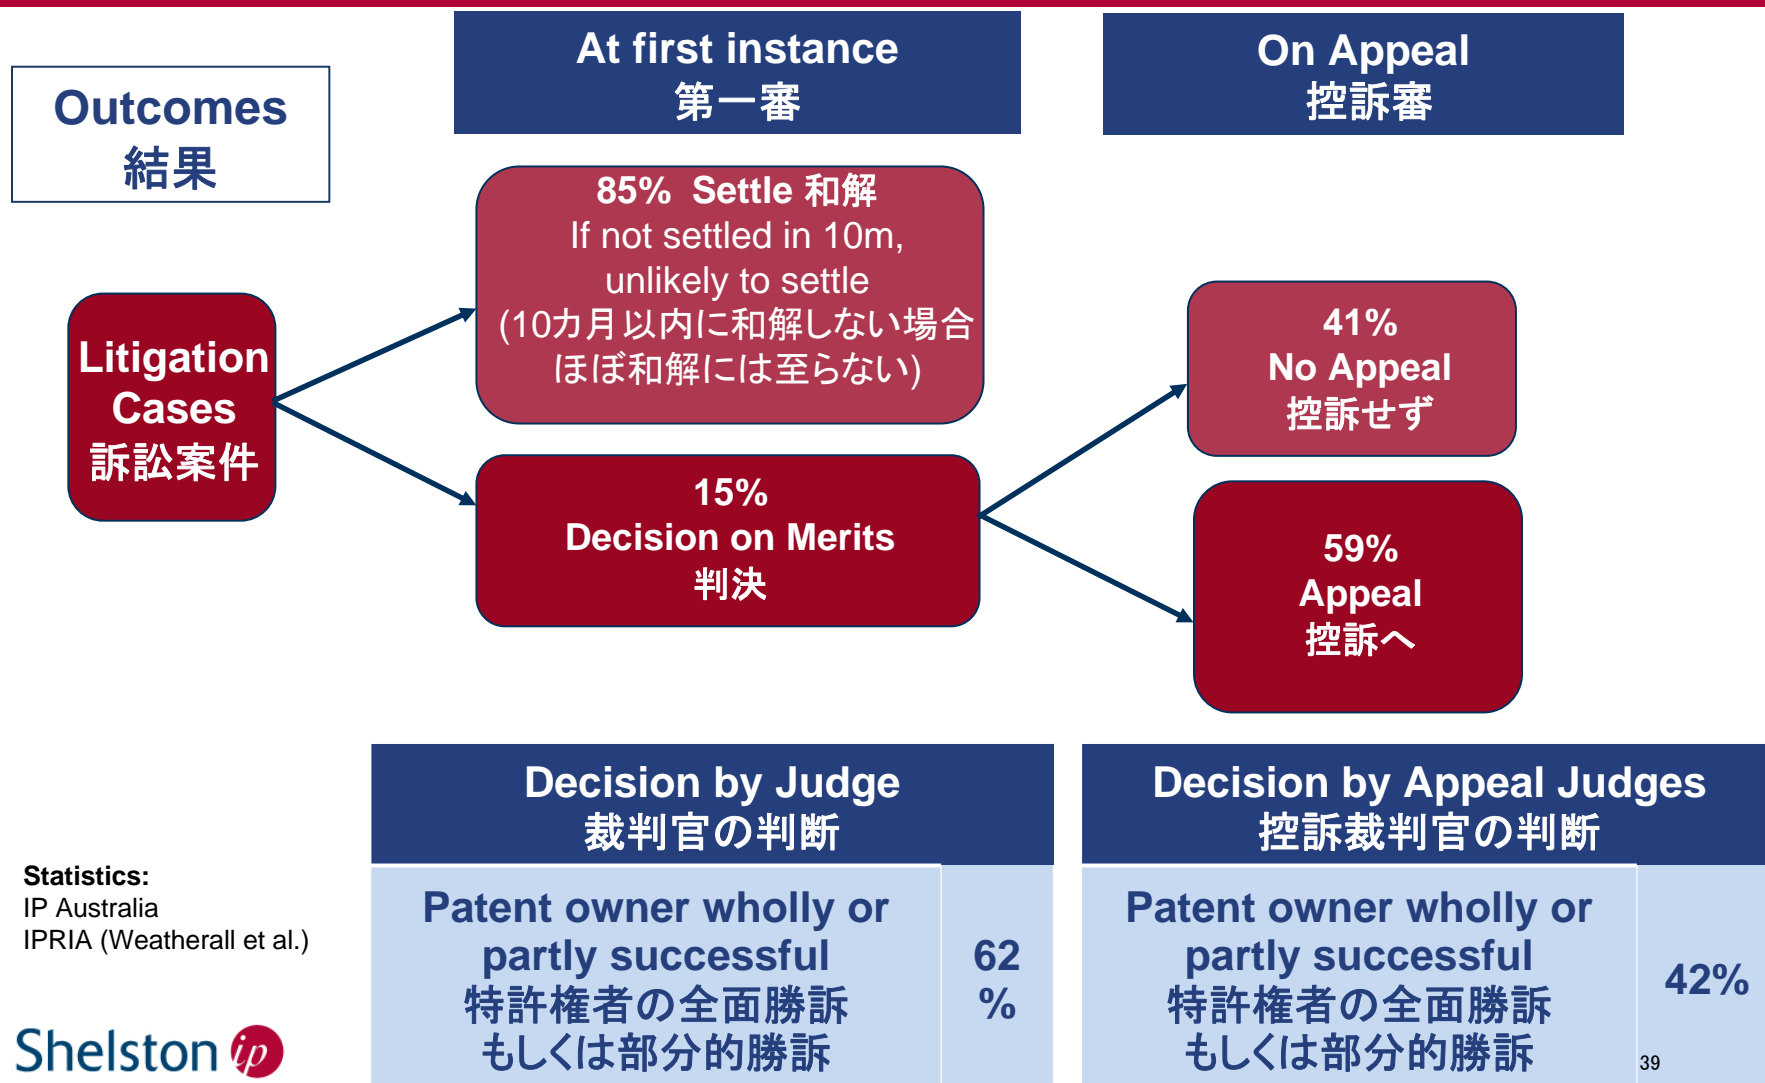 Outcomes
結果
At first instance
第一審
On Appeal
控訴審
Litigation
Cases
訴訟案件
85%  Settle 和解
If not settled in 10m,
unlikely to settle
(10カ月以内に和解しない場合
ほぼ和解には至らない)
15%
Decision on Merits
判決
41%
No Appeal
控訴せず
59%
Appeal
控訴へ
Decision by Judge
裁判官の判断
Patent owner wholly or
partly successful
特許権者の全面勝訴
もしくは部分的勝訴
62
%
Decision by Appeal Judges
控訴裁判官の判断
Patent owner wholly or
partly successful
特許権者の全面勝訴
もしくは部分的勝訴
42%
Statistics:
IP Australia
IPRIA (Weatherall et al.)
Shelston ip
39